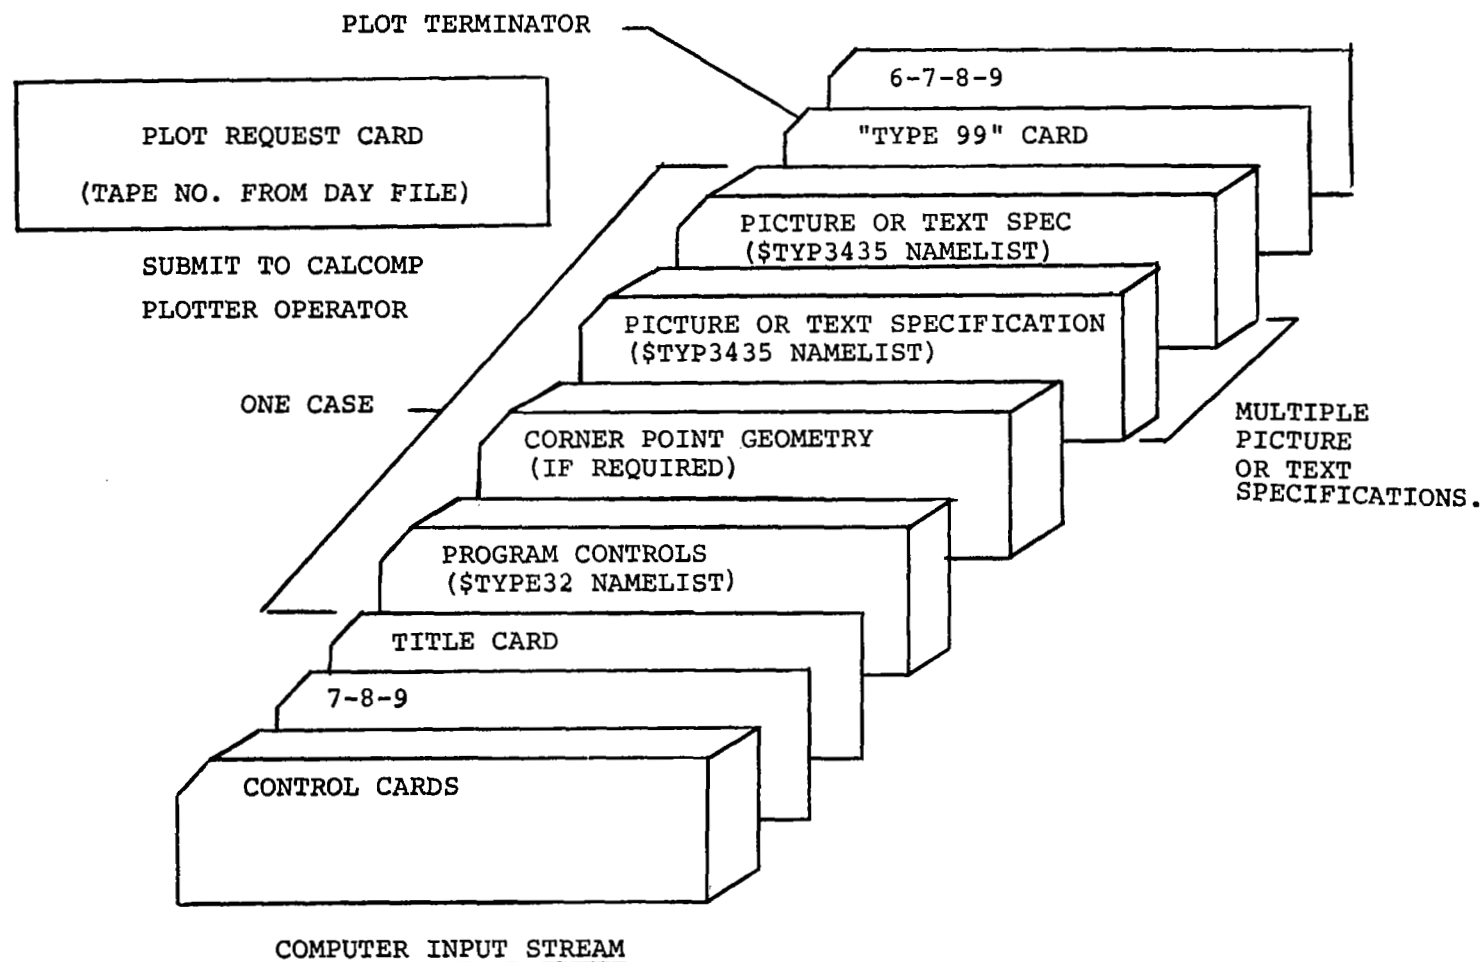 PLOT TERMINATOR
6-7-8-9
"TYPE 99" CARD
PLOT REQUEST CARD
(TAPE NO. FROM DAY FILE)
SUBMIT TO CALCOMP
PLOTTER OPERATOR
PICTURE OR TEXT SPEC
($TYP3435 NAMELIST)
PICTURE OR TEXT SPECIFICATION
($TYP3435 NAMELIST)
ONE CASE
MULTIPLE
PICTURE
OR TEXT
SPECIFICATIONS.
CORNER POINT GEOMETRY
(IF REQUIRED)
PROGRAM CONTROLS
($TYPE32 NAMELIST)
TITLE CARD
7-8-9
CONTROL CARDS
COMPUTER INPUT STREAM